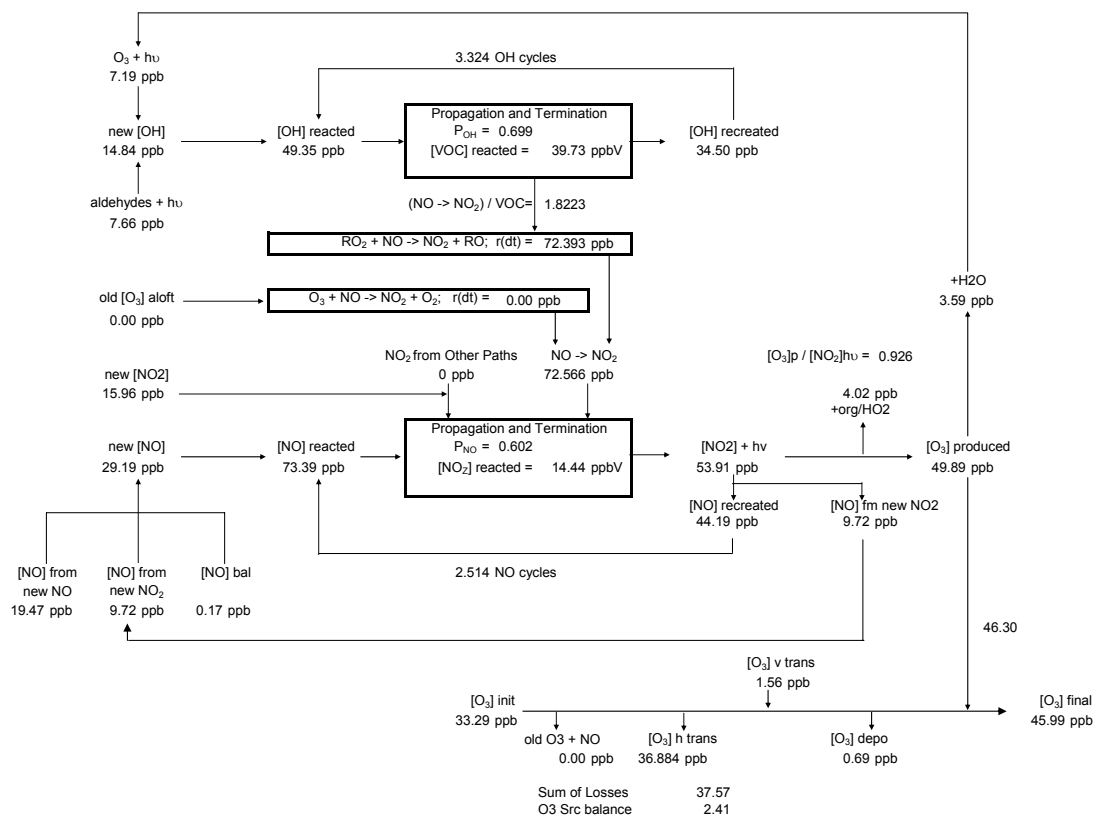 O3 + hυ
7.19 ppb
3.324 OH cycles
new [OH]
14.84 ppb
[OH] reacted
49.35 ppb
Propagation and Termination
POH = 0.699
[VOC] reacted = 39.73 ppbV
[OH] recreated
34.50 ppb
aldehydes + hυ
7.66 ppb
(NO -> NO2) / VOC= 1.8223
RO2 + NO -> NO2 + RO; r(dt) = 72.393 ppb
old [O3] aloft
0.00 ppb
O3 + NO -> NO2 + O2; r(dt) = 0.00 ppb
+H2O
3.59 ppb
NO2 from Other Paths
0 ppb
NO -> NO2
72.566 ppb
[O3]p / [NO2]hυ = 0.926
new [NO2]
15.96 ppb
4.02 ppb
+org/HO2
new [NO]
29.19 ppb
[NO] reacted
73.39 ppb
Propagation and Termination
PNO = 0.602
[NOZ] reacted = 14.44 ppbV
[NO2] + hv
53.91 ppb
[O3] produced
49.89 ppb
[NO] recreated
44.19 ppb
[NO] fm new NO2
9.72 ppb
2.514 NO cycles
[NO] from
new NO
19.47 ppb
[NO] from
new NO2
9.72 ppb
[NO] bal
0.17 ppb
46.30
[O3] v trans
1.56 ppb
[O3] init
33.29 ppb
[O3] final
45.99 ppb
old O3 + NO
0.00 ppb
[O3] h trans
36.884 ppb
[O3] depo
0.69 ppb
Sum of Losses 37.57
O3 Src balance 2.41